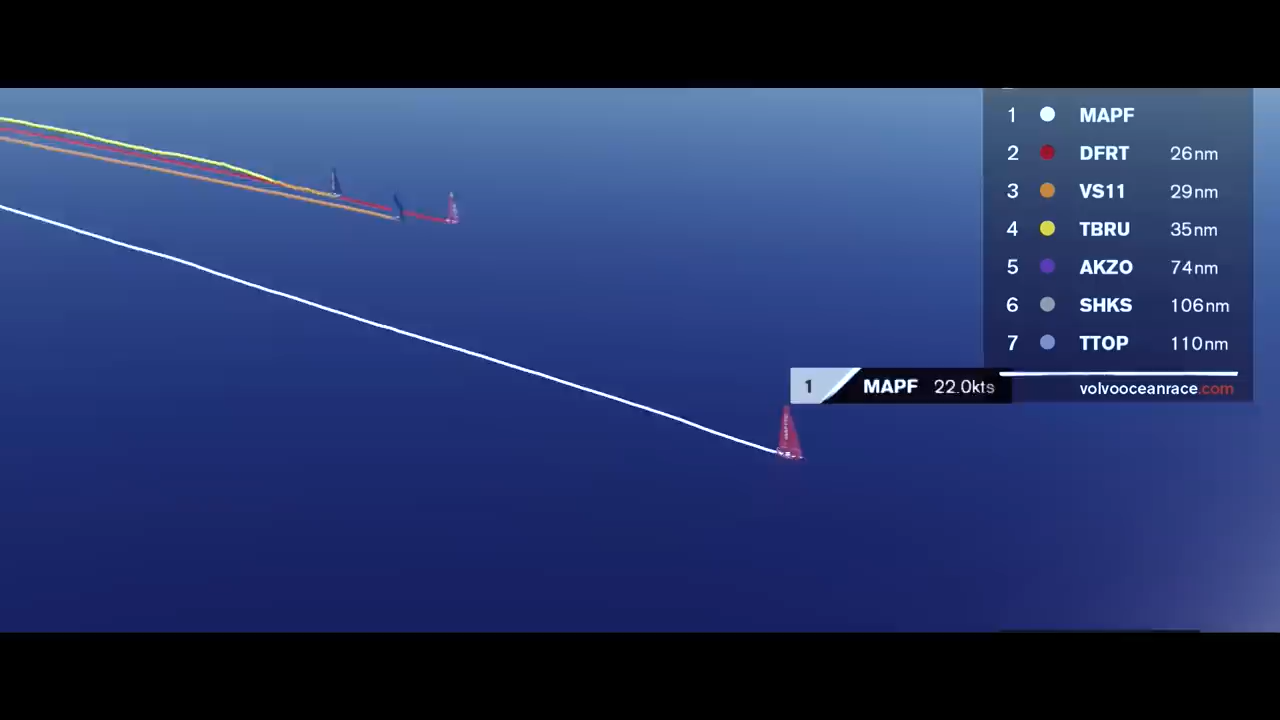 1 MAPF
2 DFRT 26nm
3 VS11 29nm
4 TBRU 35nm
5 AKZO 74nm
6 SHKS 106nm
7 TTOP 110nm
1 MAPF 22.0kts
volvooceanrace.com